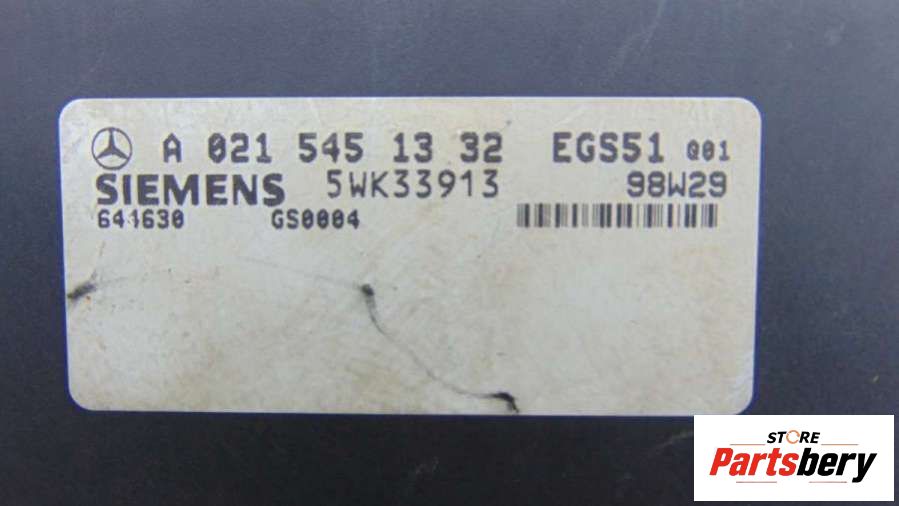 A 021 545 13 32 EGS51 Q01
SIEMENS 5WK33913 98W29
641630 GS0004
STORE
Partsbery